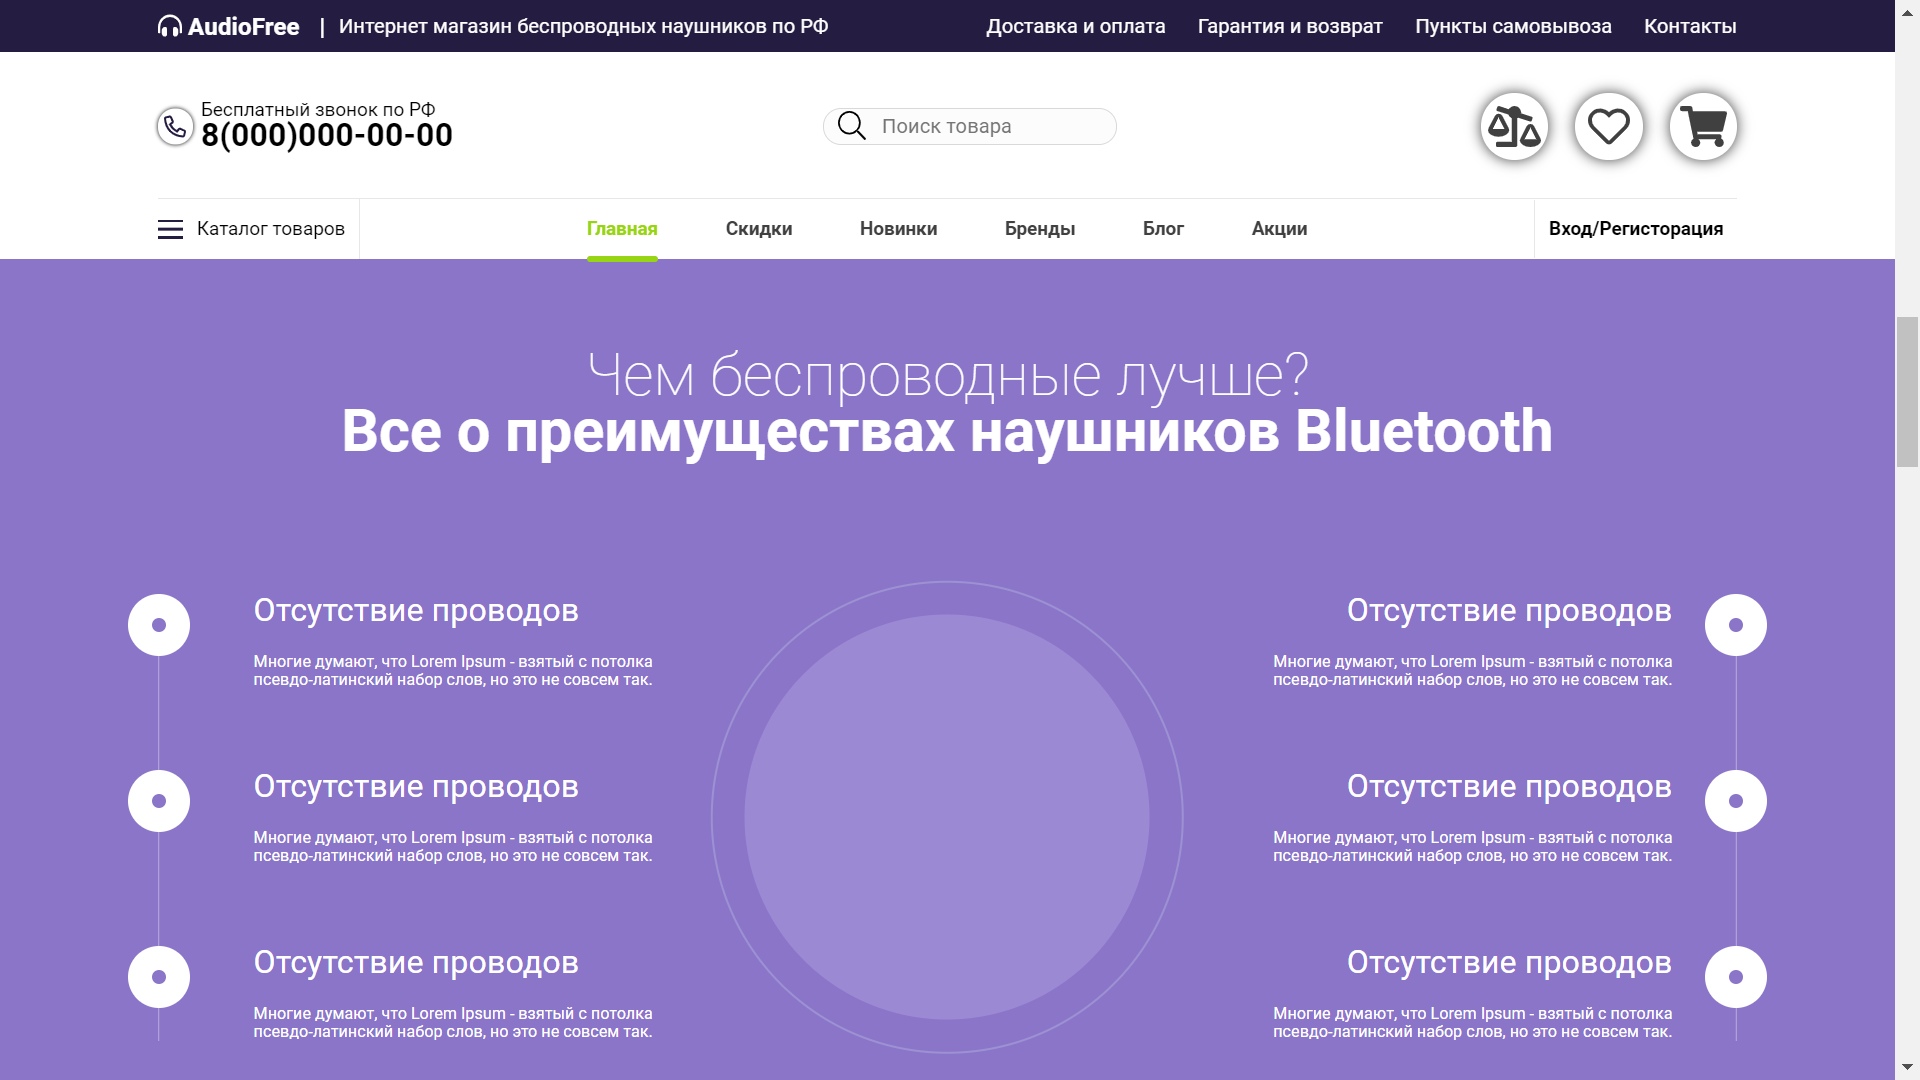 AudioFree | Интернет магазин беспроводных наушников по РФ
Доставка и оплата Гарантия и возврат Пункты самовывоза Контакты
Бесплатный звонок по РФ
8(000)000-00-00
Поиск товара
Каталог товаров
Главная Скидки Новинки Бренды Блог Акции
Вход/Регисторация
Чем беспроводные лучше?
Все о преимуществах наушников Bluetooth
Отсутствие проводов
Многие думают, что Lorem Ipsum - взятый с потолка
псевдо-латинский набор слов, но это не совсем так.
Отсутствие проводов
Многие думают, что Lorem Ipsum - взятый с потолка
псевдо-латинский набор слов, но это не совсем так.
Отсутствие проводов
Многие думают, что Lorem Ipsum - взятый с потолка
псевдо-латинский набор слов, но это не совсем так.
Отсутствие проводов
Многие думают, что Lorem Ipsum - взятый с потолка
псевдо-латинский набор слов, но это не совсем так.
Отсутствие проводов
Многие думают, что Lorem Ipsum - взятый с потолка
псевдо-латинский набор слов, но это не совсем так.
Отсутствие проводов
Многие думают, что Lorem Ipsum - взятый с потолка
псевдо-латинский набор слов, но это не совсем так.